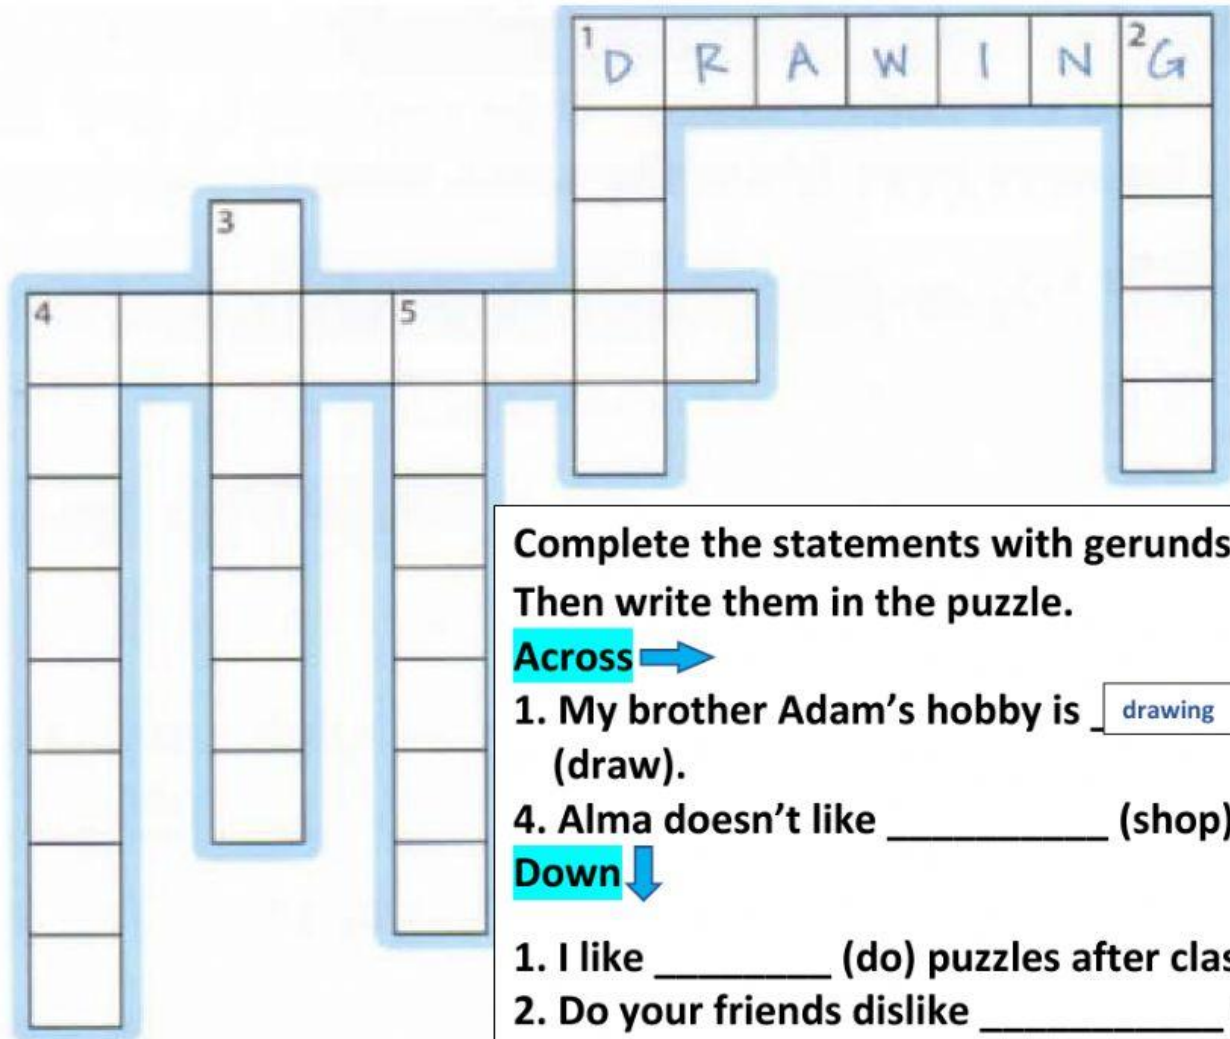 1 D R A W I N 2 G
3
4 5
Complete the statements with gerunds
Then write them in the puzzle.
Across
1. My brother Adam’s hobby is _ drawing
(draw).
4. Alma doesn’t like __________ (shop)
Down
1. I like ________ (do) puzzles after clas
2. Do your friends dislike ___________